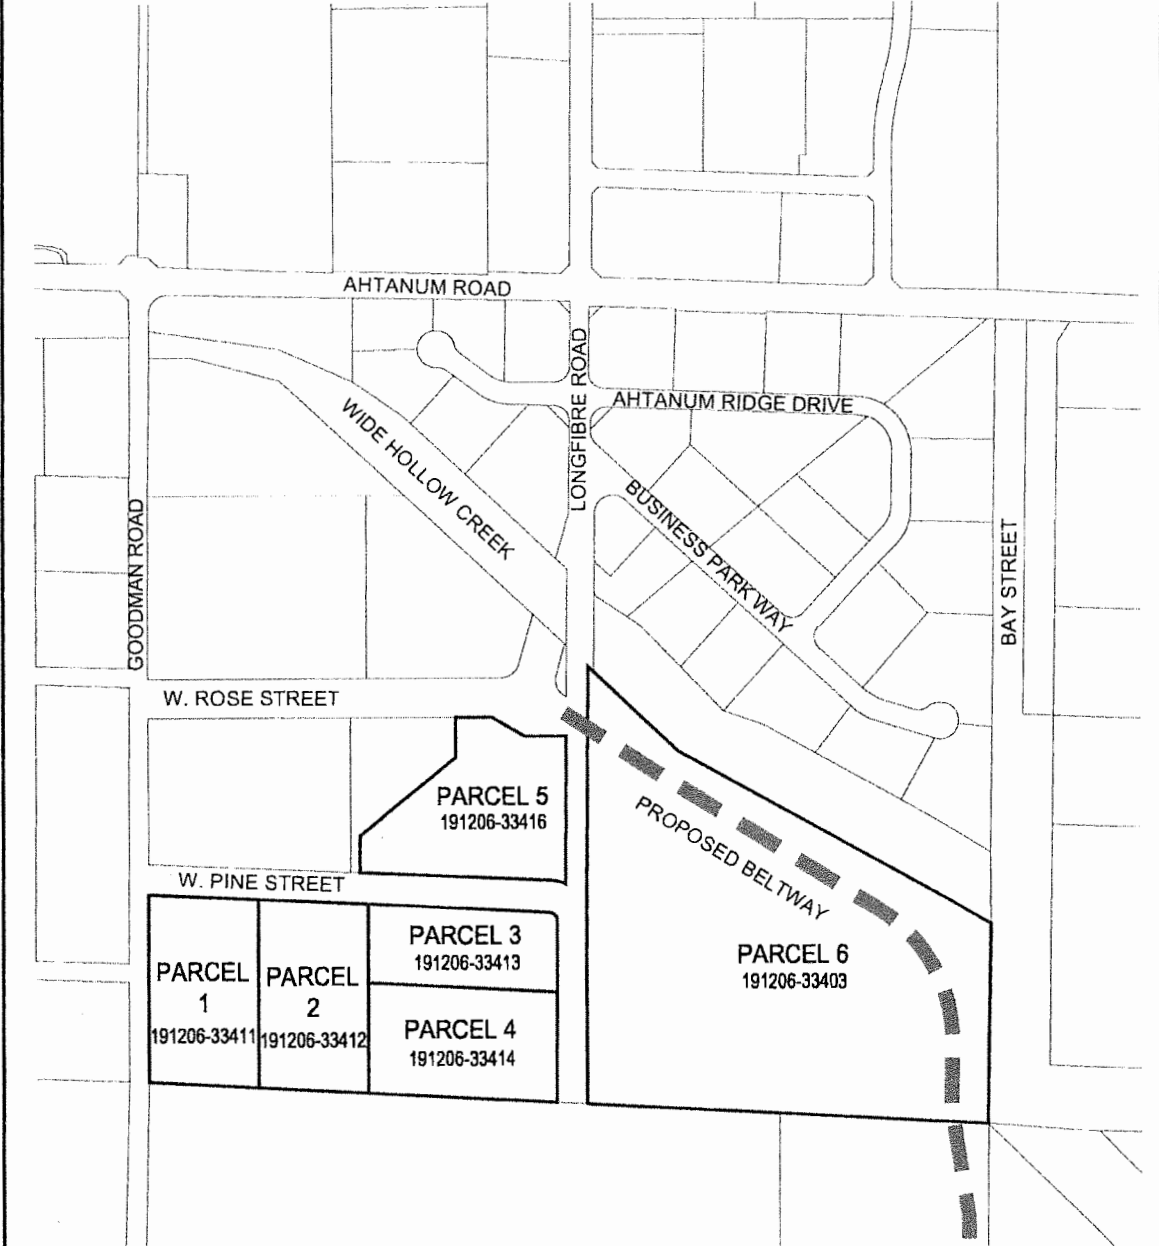 AHTANUM ROAD
LONGFIBRE ROAD
AHTANUM RIDGE DRIVE
WIDE HOLLOW CREEK
BUSINESS PARK WAY
GOODMAN ROAD
BAY STREET
W. ROSE STREET
PARCEL 5
191206-33416
PROPOSED BELTWAY
W. PINE STREET
PARCEL 3
191206-33413
PARCEL 6
191206-33403
PARCEL
1
191206-33411
PARCEL
2
191206-33412
PARCEL 4
191206-33414